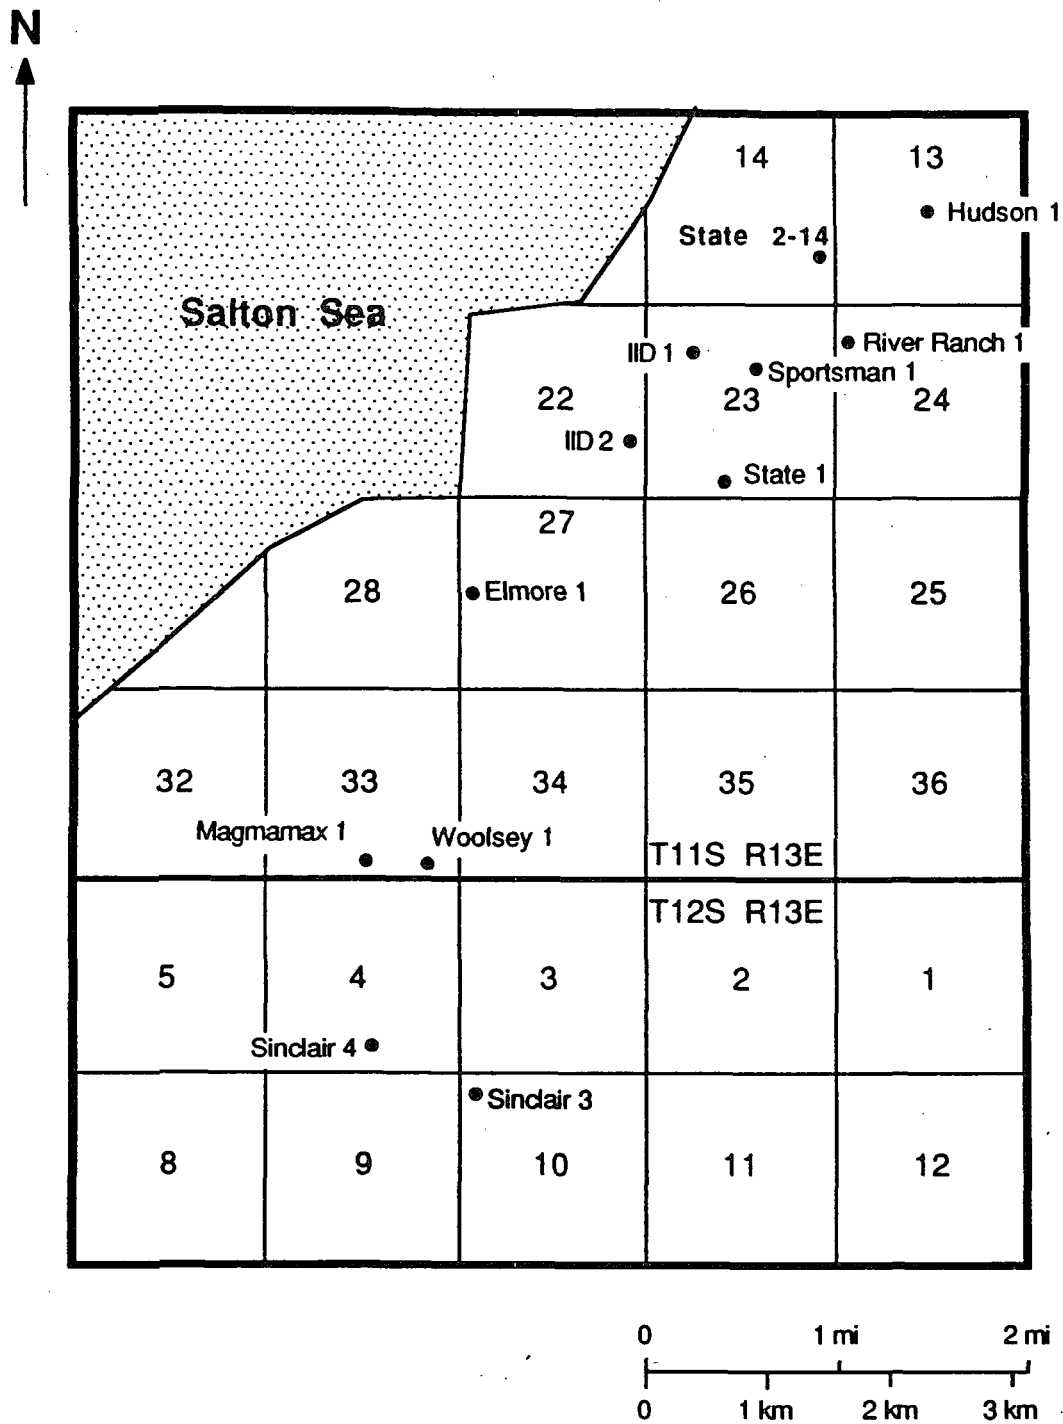 N
14
13
Hudson 1
State 2-14
Salton Sea
River Ranch 1
IID 1
Sportsman 1
22
23
24
IID 2
State 1
27
28
Elmore 1
26
25
32
33
34
35
36
Magmamax 1
Woolsey 1
T11S R13E
T12S R13E
5
4
3
2
1
Sinclair 4
Sinclair 3
8
9
10
11
12
0
1 mi
2 mi
0
1 km
2 km
3 km